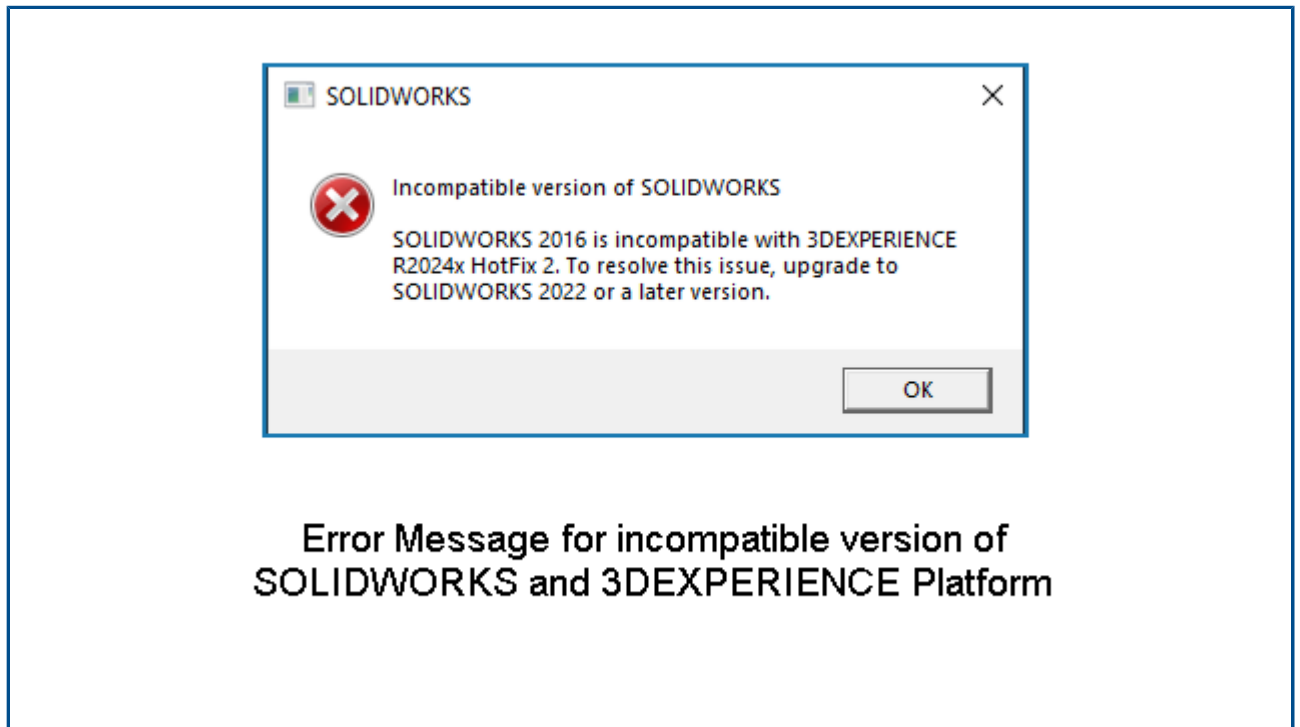 SOLIDWORKS
Incompatible version of SOLIDWORKS
SOLIDWORKS 2016 is incompatible with 3DEXPERIENCE
R2024x HotFix 2. To resolve this issue, upgrade to
SOLIDWORKS 2022 or a later version.
OK
Error Message for incompatible version of
SOLIDWORKS and 3DEXPERIENCE Platform